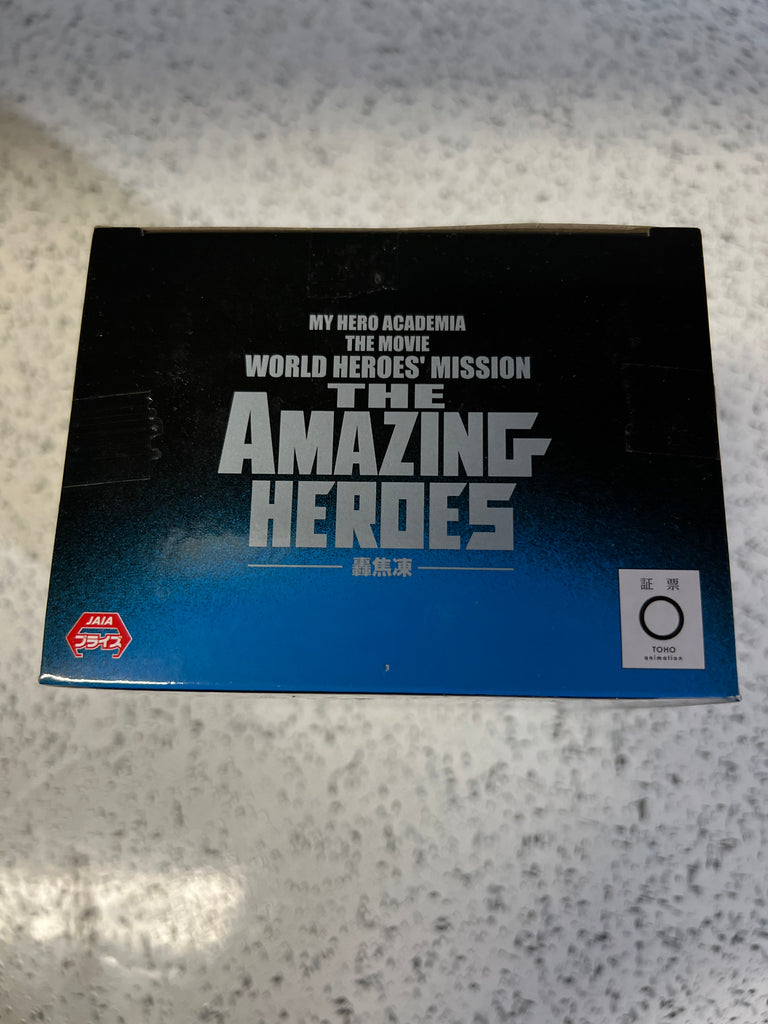 MY HERO ACADEMIA
THE MOVIE
WORLD HEROES' MISSION
THE
AMAZING
HEROES
轟焦凍
JAIA
プライズ
証 票
TOHO
animation